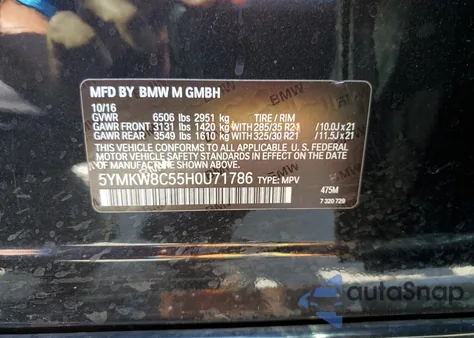 MFD BY BMW M GMBH
10/16
GVWR 6506 lbs 2951 kg TIRE / RIM
GAWR FRONT 3131 lbs 1420 kg WITH 285/35 R21 /10.0J x 21
GAWR REAR 3549 lbs 1610 kg WITH 325/30 R21 /11.5J x 21
THIS VEHICLE CONFORMS TO ALL APPLICABLE U. S. FEDERAL
MOTOR VEHICLE SAFETY STANDARDS IN EFFECT ON THE DATE OF
MANUFACTURE SHOWN ABOVE.
5YMKW8C55H0U71786 TYPE: MPV 475M
7 320 729
BMW
autoSnap